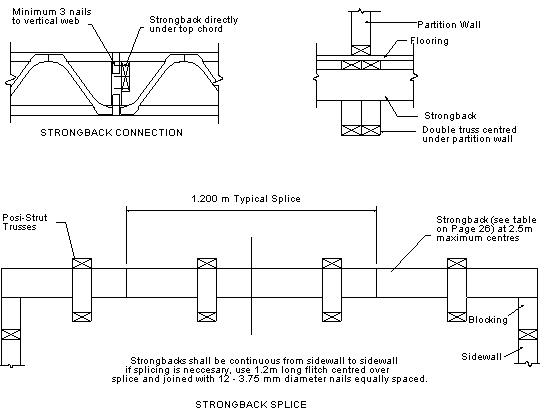 Minimum 3 nails
to vertical web
Strongback directly
under top chord
STRONGBACK CONNECTION
Partition Wall
Flooring
Strongback
Double truss centred
under partition wall
1.200 m Typical Splice
Posi-Strut
Trusses
Strongback (see table
on Page 26) at 2.5m
maximum centres
Blocking
Sidewall
Strongbacks shall be continuous from sidewall to sidewall
if splicing is neccesary, use 1.2m long flitch centred over
splice and joined with 12 - 3.75 mm diameter nails equally spaced.
STRONGBACK SPLICE